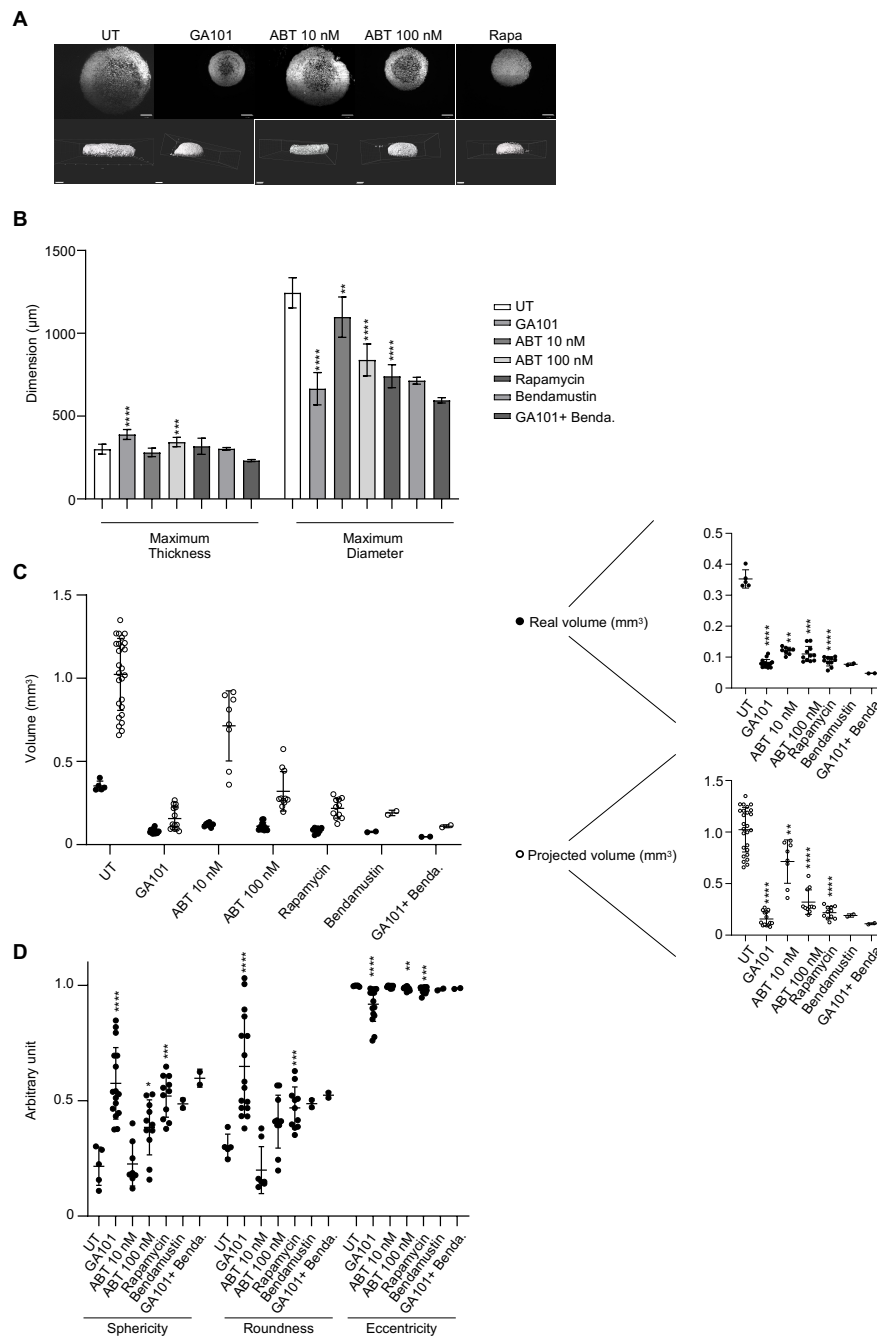 A
UT
GA101
ABT 10 nM
ABT 100 nM
Rapa
B
1500
1000
500
0
Dimension (µm)
****
***
****
**
****
****
Maximum
Thickness
Maximum
Diameter
UT
GA101
ABT 10 nM
ABT 100 nM
Rapamycin
Bendamustin
GA101+ Benda.
C
1.5
1.0
0.5
0
Volume (mm³)
UT
GA101
ABT 10 nM
ABT 100 nM
Rapamycin
Bendamustin
GA101+ Benda.
Real volume (mm³)
Projected volume (mm³)
0.5
0.4
0.3
0.2
0.1
0
****
**
***
****
UT
GA101
ABT 10 nM
ABT 100 nM
Rapamycin
Bendamustin
GA101+ Benda.
1.5
1.0
0.5
0
****
**
****
****
UT
GA101
ABT 10 nM
ABT 100 nM
Rapamycin
Bendamustin
GA101+ Benda.
D
1.0
0.5
0
Arbitrary unit
****
*
***
****
***
****
**
***
UT
GA101
ABT 10 nM
ABT 100 nM
Rapamycin
Bendamustin
GA101+ Benda.
UT
GA101
ABT 10 nM
ABT 100 nM
Rapamycin
Bendamustin
GA101+ Benda.
UT
GA101
ABT 10 nM
ABT 100 nM
Rapamycin
Bendamustin
GA101+ Benda.
Sphericity
Roundness
Eccentricity